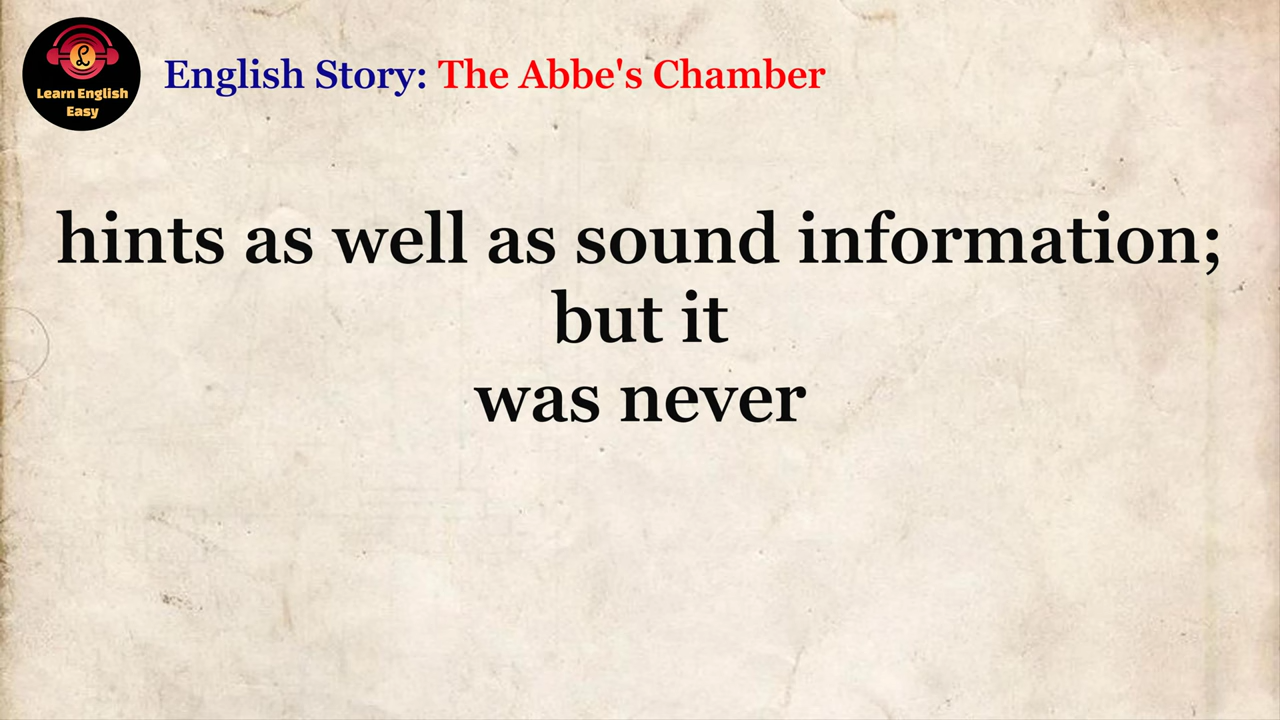 Learn English
Easy
English Story: The Abbe's Chamber
hints as well as sound information;
but it
was never